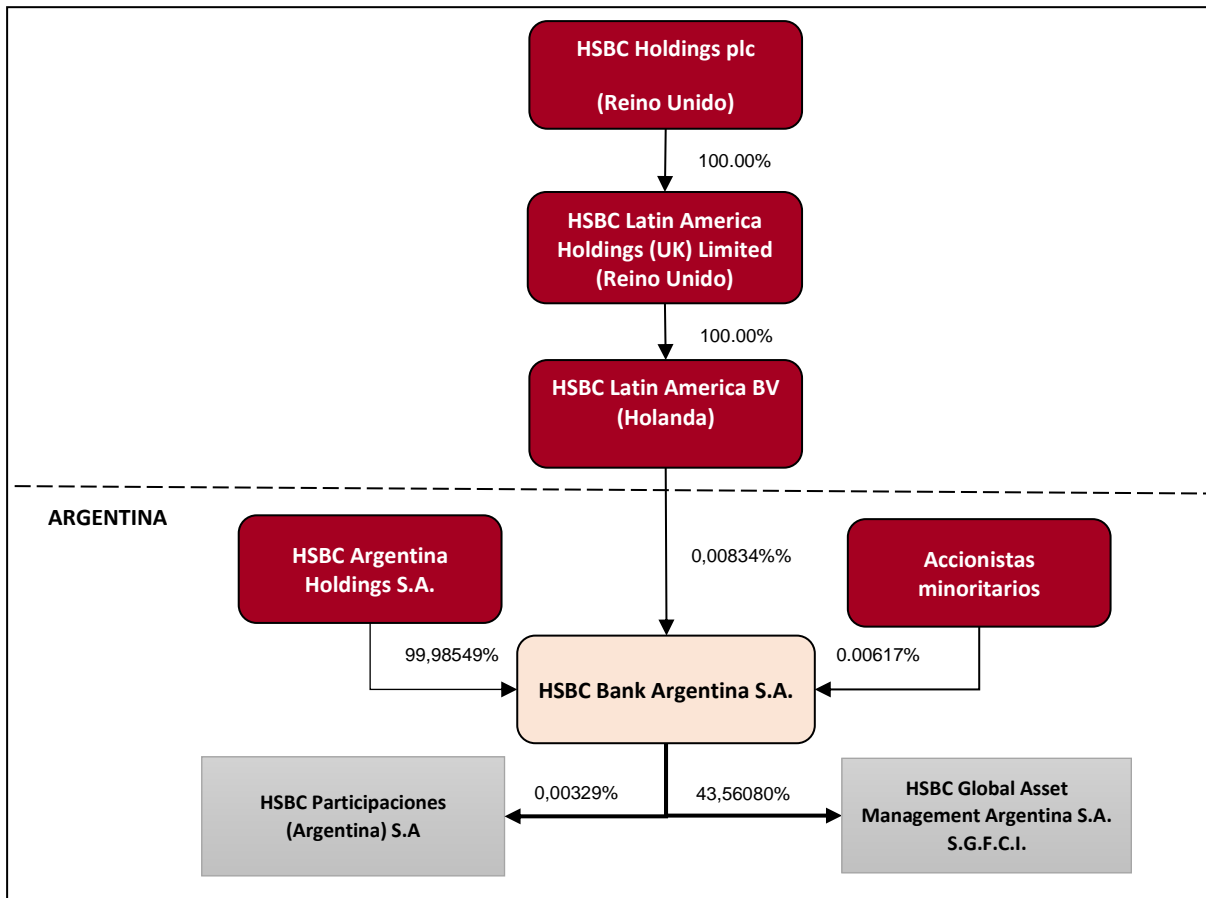 HSBC Holdings plc
(Reino Unido)
100.00%
HSBC Latin America
Holdings (UK) Limited
(Reino Unido)
100.00%
HSBC Latin America BV
(Holanda)
ARGENTINA
HSBC Argentina
Holdings S.A.
0,00834%%
Accionistas
minoritarios
99,98549%
0.00617%
HSBC Bank Argentina S.A.
HSBC Participaciones
(Argentina) S.A
0,00329%
43,56080%
HSBC Global Asset
Management Argentina S.A.
S.G.F.C.I.